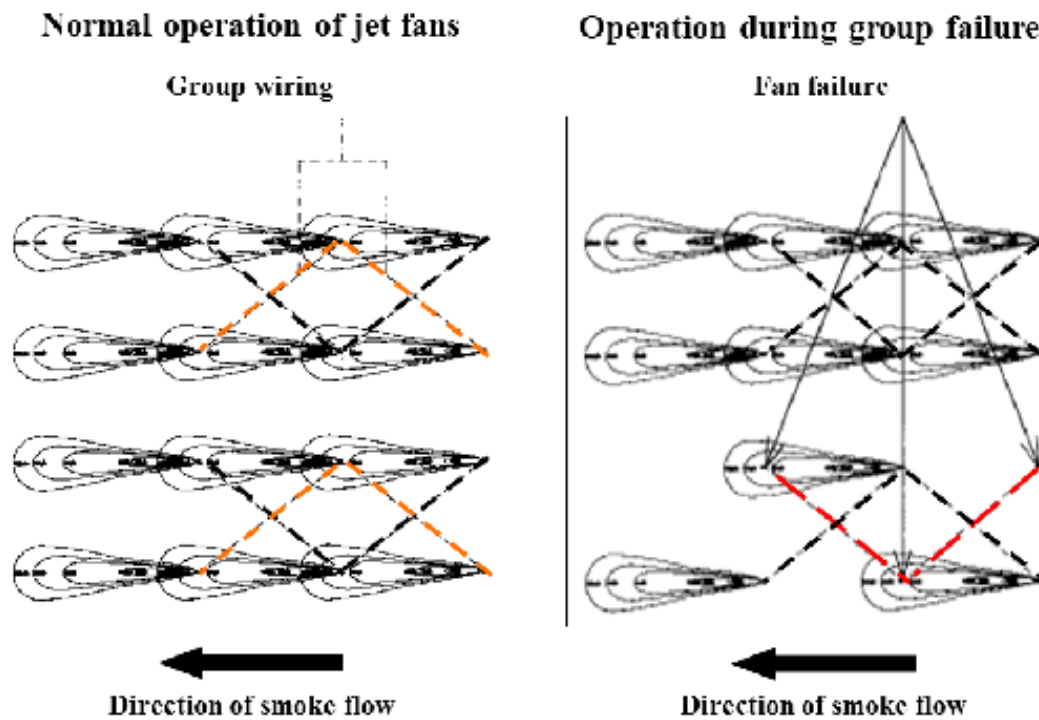 Normal operation of jet fans
Group wiring
Direction of smoke flow
Operation during group failure
Fan failure
Direction of smoke flow